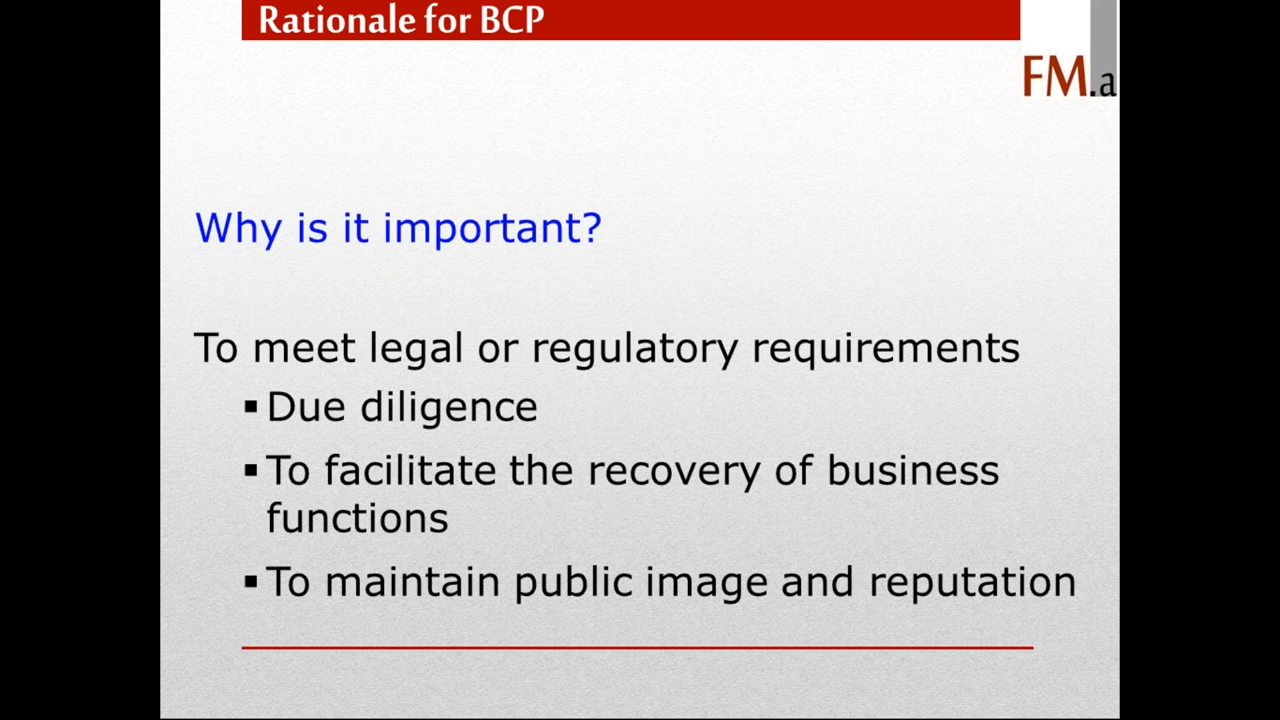 Rationale for BCP
FM.a
Why is it important?
To meet legal or regulatory requirements
▪ Due diligence
▪ To facilitate the recovery of business
functions
▪ To maintain public image and reputation